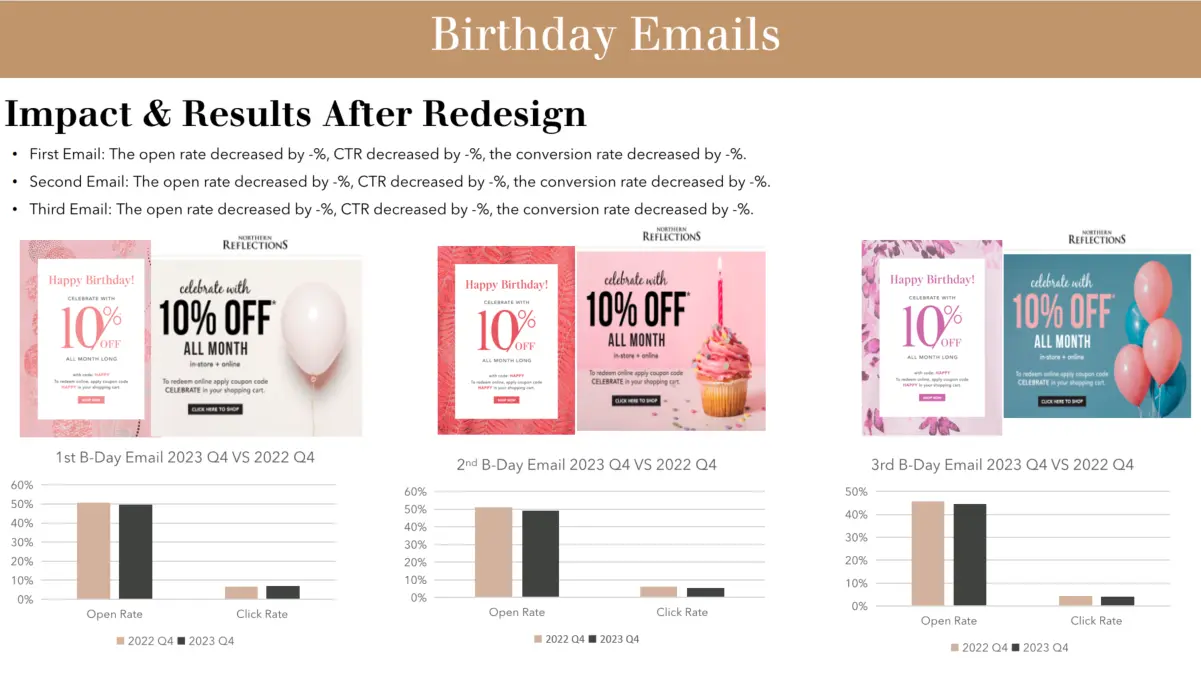 Birthday Emails
Impact & Results After Redesign
• First Email: The open rate decreased by -%, CTR decreased by -%, the conversion rate decreased by -%.
• Second Email: The open rate decreased by -%, CTR decreased by -%, the conversion rate decreased by -%.
• Third Email: The open rate decreased by -%, CTR decreased by -%, the conversion rate decreased by -%.
Happy Birthday!
CELEBRATE WITH
10% OFF
ALL MONTH LONG
with code: HAPPY
To redeem online, apply coupon code
HAPPY in your shopping cart.
SHOP NOW
NORTHERN
REFLECTIONS
celebrate with
10% OFF*
ALL MONTH
in-store + online
To redeem online apply coupon code
CELEBRATE in your shopping cart.
CLICK HERE TO SHOP
Happy Birthday!
CELEBRATE WITH
10% OFF
ALL MONTH LONG
with code: HAPPY
To redeem online, apply coupon code
HAPPY in your shopping cart.
SHOP NOW
NORTHERN
REFLECTIONS
celebrate with
10% OFF*
ALL MONTH
in-store + online
To redeem online apply coupon code
CELEBRATE in your shopping cart.
CLICK HERE TO SHOP
Happy Birthday!
CELEBRATE WITH
10% OFF
ALL MONTH LONG
with code: HAPPY
To redeem online, apply coupon code
HAPPY in your shopping cart.
SHOP NOW
NORTHERN
REFLECTIONS
celebrate with
10% OFF*
ALL MONTH
in-store + online
To redeem online apply coupon code
CELEBRATE in your shopping cart.
CLICK HERE TO SHOP
1st B-Day Email 2023 Q4 VS 2022 Q4
60%
50%
40%
30%
20%
10%
0%
Open Rate
Click Rate
2022 Q4 2023 Q4
2nd B-Day Email 2023 Q4 VS 2022 Q4
60%
50%
40%
30%
20%
10%
0%
Open Rate
Click Rate
2022 Q4 2023 Q4
3rd B-Day Email 2023 Q4 VS 2022 Q4
50%
40%
30%
20%
10%
0%
Open Rate
Click Rate
2022 Q4 2023 Q4